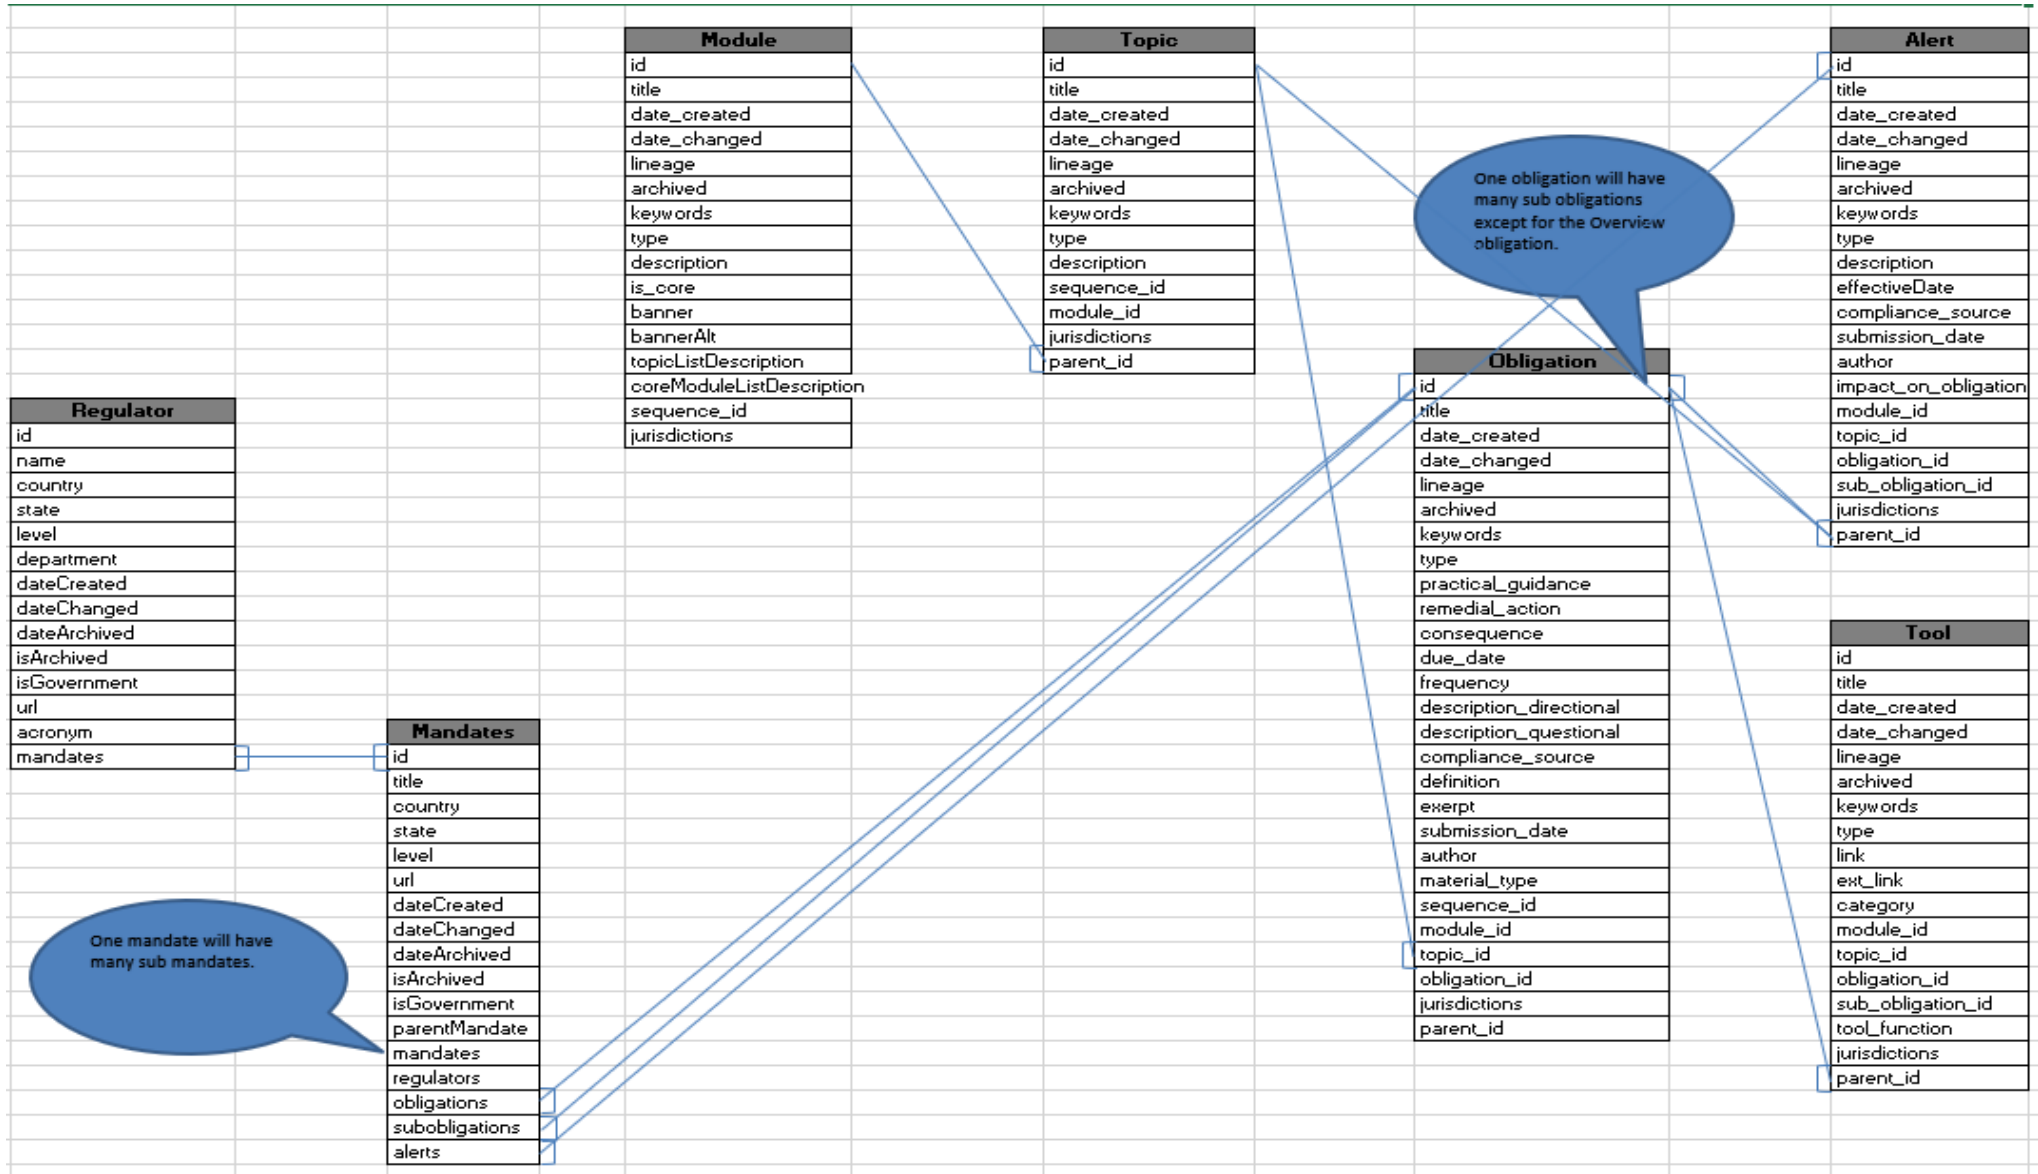 Module
id
title
date_created
date_changed
lineage
archived
keywords
type
description
is_core
banner
bannerAlt
topicListDescription
coreModuleListDescription
sequence_id
jurisdictions
Topic
id
title
date_created
date_changed
lineage
archived
keywords
type
description
sequence_id
module_id
jurisdictions
parent_id
Alert
id
title
date_created
date_changed
lineage
archived
keywords
type
description
effectiveDate
compliance_source
submission_date
author
impact_on_obligation
module_id
topic_id
obligation_id
sub_obligation_id
jurisdictions
parent_id
One obligation will have
many sub obligations
except for the Overview
obligation.
Obligation
id
title
date_created
date_changed
lineage
archived
keywords
type
practical_guidance
remedial_action
consequence
due_date
frequency
description_directional
description_questional
compliance_source
definition
exerpt
submission_date
author
material_type
sequence_id
module_id
topic_id
obligation_id
jurisdictions
parent_id
Regulator
id
name
country
state
level
department
dateCreated
dateChanged
dateArchived
isArchived
isGovernment
url
acronym
mandates
Tool
id
title
date_created
date_changed
lineage
archived
keywords
type
link
ext_link
category
module_id
topic_id
obligation_id
sub_obligation_id
tool_function
jurisdictions
parent_id
Mandates
id
title
country
state
level
url
dateCreated
dateChanged
dateArchived
isArchived
isGovernment
parentMandate
mandates
regulators
obligations
subobligations
alerts
One mandate will have
many sub mandates.